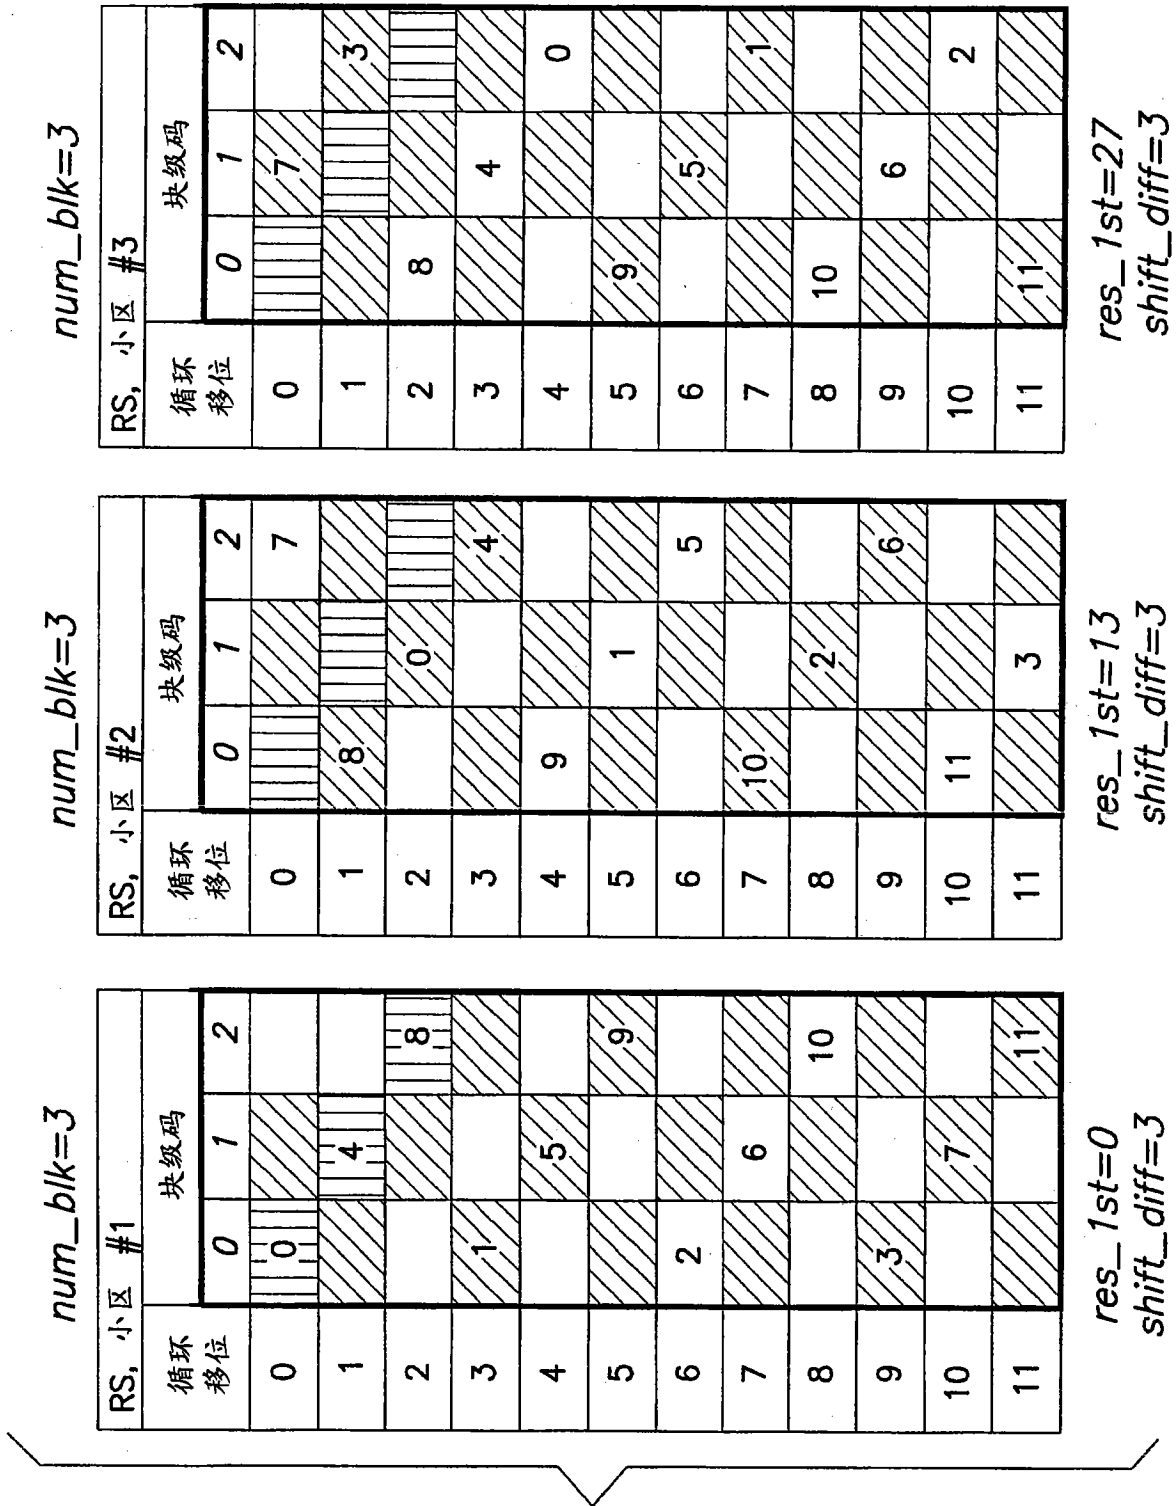 num_blk=3
RS, 小区 #1
循环
移位
块级码
0 1 2
0 0
1 4
2 8
3 1
4 5
5 9
6 2
7 6
8 10
9 3
10 7
11 11
res_1st=0
shift_diff=3
num_blk=3
RS, 小区 #2
循环
移位
块级码
0 1 2
0 7
1 8
2 0
3 4
4 9
5 1
6 5
7 10
8 2
9 6
10 11
11 3
res_1st=13
shift_diff=3
num_blk=3
RS, 小区 #3
循环
移位
块级码
0 1 2
0 7
1 3
2 8
3 4
4 0
5 9
6 5
7 1
8 10
9 6
10 2
11 11
res_1st=27
shift_diff=3